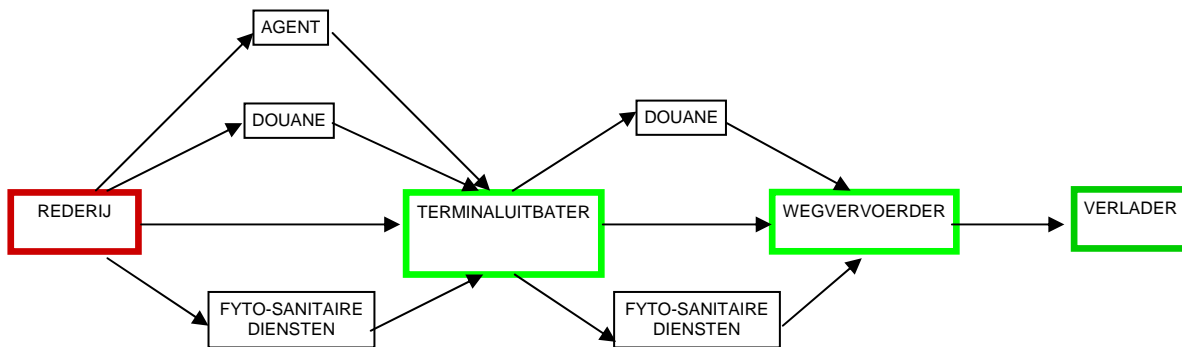 AGENT
DOUANE
DOUANE
REDERIJ
TERMINALUITBATER
WEGVERVOERDER
VERLADER
FYTO-SANITAIRE
DIENSTEN
FYTO-SANITAIRE
DIENSTEN